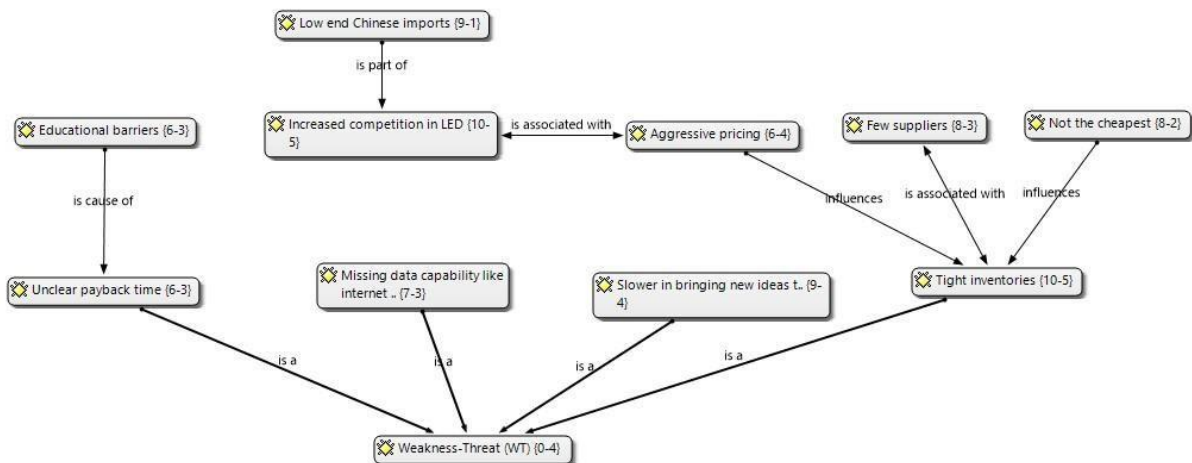 Low end Chinese imports {9-1}
is part of
Educational barriers {6-3}
Increased competition in LED {10-
5}
is associated with
Aggressive pricing {6-4}
Few suppliers {8-3}
Not the cheapest {8-2}
is cause of
influences
is associated with
influences
Unclear payback time {6-3}
Missing data capability like
internet .. {7-3}
Slower in bringing new ideas t.. {9-
4}
Tight inventories {10-5}
is a
is a
is a
is a
Weakness-Threat (WT) {0-4}